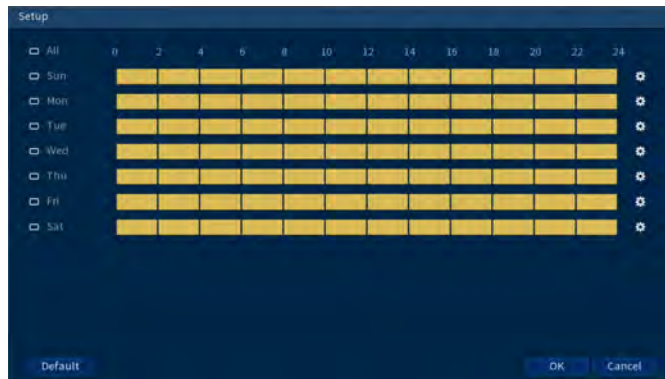 Setup
All 0 2 4 6 8 10 12 14 16 18 20 22 24
Sun
Mon
Tue
Wed
Thu
Fri
Sat
Default OK Cancel